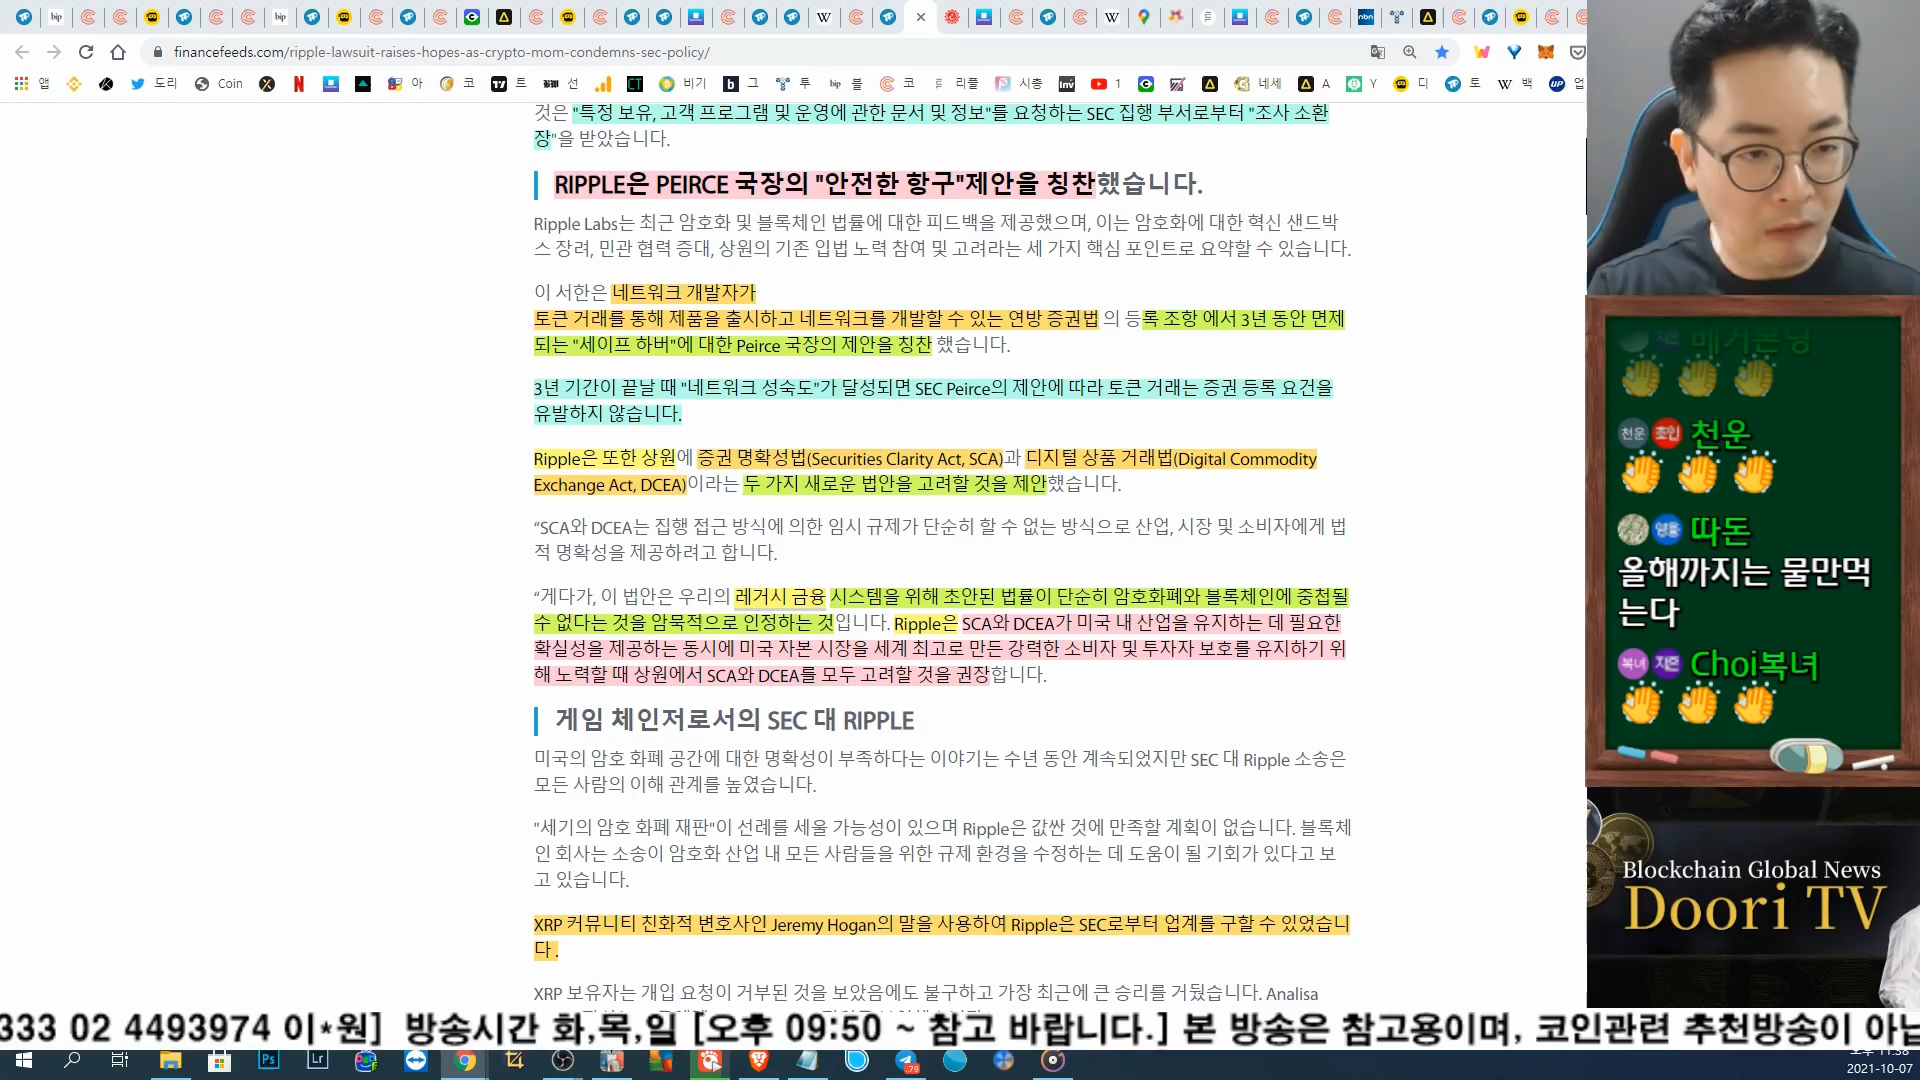 financefeeds.com/ripple-lawsuit-raises-hopes-as-crypto-mom-condemns-sec-policy/
앱 도리 Coin 트 선 비기 그 투 블 코 리플 시총 1 네세 A Y 디 토 백 업
것은 "특정 보유, 고객 프로그램 및 운영에 관한 문서 및 정보"를 요청하는 SEC 집행 부서로부터 "조사 소환
장"을 받았습니다.
RIPPLE은 PEIRCE 국장의 "안전한 항구"제안을 칭찬했습니다.
Ripple Labs는 최근 암호화 및 블록체인 법률에 대한 피드백을 제공했으며, 이는 암호화에 대한 혁신 샌드박
스 장려, 민관 협력 증대, 상원의 기존 입법 노력 참여 및 고려라는 세 가지 핵심 포인트로 요약할 수 있습니다.
이 서한은 네트워크 개발자가
토큰 거래를 통해 제품을 출시하고 네트워크를 개발할 수 있는 연방 증권법 의 등록 조항 에서 3년 동안 면제
되는 "세이프 하버"에 대한 Peirce 국장의 제안을 칭찬 했습니다.
3년 기간이 끝날 때 "네트워크 성숙도"가 달성되면 SEC Peirce의 제안에 따라 토큰 거래는 증권 등록 요건을
유발하지 않습니다.
Ripple은 또한 상원에 증권 명확성법(Securities Clarity Act, SCA)과 디지털 상품 거래법(Digital Commodity
Exchange Act, DCEA)이라는 두 가지 새로운 법안을 고려할 것을 제안했습니다.
“SCA와 DCEA는 집행 접근 방식에 의한 임시 규제가 단순히 할 수 없는 방식으로 산업, 시장 및 소비자에게 법
적 명확성을 제공하려고 합니다.
“게다가, 이 법안은 우리의 레거시 금융 시스템을 위해 초안된 법률이 단순히 암호화폐와 블록체인에 중첩될
수 없다는 것을 암묵적으로 인정하는 것입니다. Ripple은 SCA와 DCEA가 미국 내 산업을 유지하는 데 필요한
확실성을 제공하는 동시에 미국 자본 시장을 세계 최고로 만든 강력한 소비자 및 투자자 보호를 유지하기 위
해 노력할 때 상원에서 SCA와 DCEA를 모두 고려할 것을 권장합니다.
게임 체인저로서의 SEC 대 RIPPLE
미국의 암호 화폐 공간에 대한 명확성이 부족하다는 이야기는 수년 동안 계속되었지만 SEC 대 Ripple 소송은
모든 사람의 이해 관계를 높였습니다.
"세기의 암호 화폐 재판"이 선례를 세울 가능성이 있으며 Ripple은 값싼 것에 만족할 계획이 없습니다. 블록체
인 회사는 소송이 암호화 산업 내 모든 사람들을 위한 규제 환경을 수정하는 데 도움이 될 기회가 있다고 보
고 있습니다.
XRP 커뮤니티 친화적 변호사인 Jeremy Hogan의 말을 사용하여 Ripple은 SEC로부터 업계를 구할 수 있었습니
다 .
XRP 보유자는 개입 요청이 거부된 것을 보았음에도 불구하고 가장 최근에 큰 승리를 거뒀습니다. Analisa
천운 조인 천운
영웅 따돈
올해까지는 물만먹
는다
복녀 지존 Choi복녀
Blockchain Global News
Doori TV
333 02 4493974 이*원] 방송시간 화,목,일 [오후 09:50 ~ 참고 바랍니다.] 본 방송은 참고용이며, 코인관련 추천방송이 아닙
2021-10-07